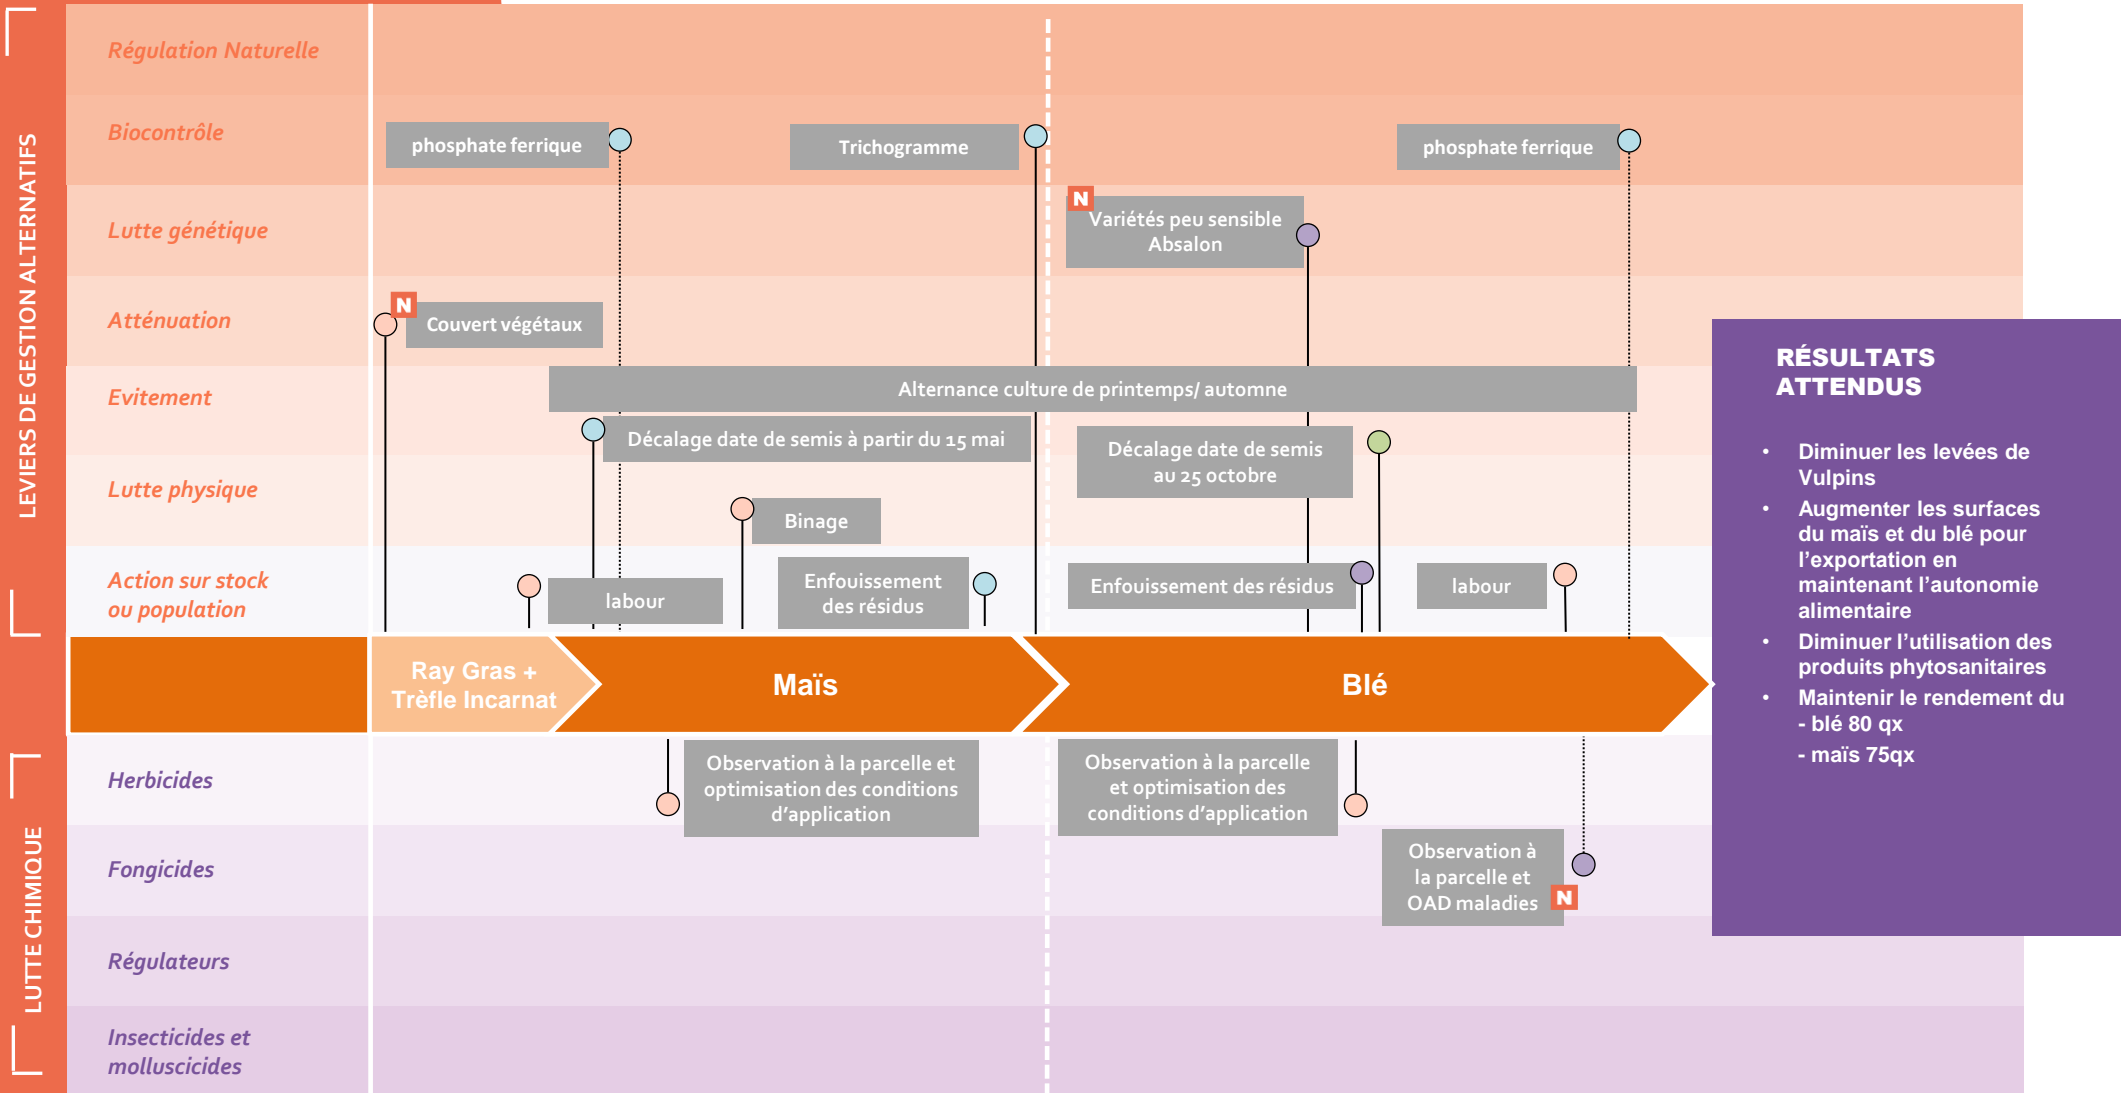 LEVIERS DE GESTION ALTERNATIFS
Régulation Naturelle
Biocontrôle
phosphate ferrique
Trichogramme
phosphate ferrique
Lutte génétique
N
Variétés peu sensible
Absalon
Atténuation
N
Couvert végétaux
Evitement
Alternance culture de printemps/ automne
Décalage date de semis à partir du 15 mai
Décalage date de semis
au 25 octobre
Lutte physique
Binage
Action sur stock
ou population
labour
Enfouissement
des résidus
Enfouissement des résidus
labour
Ray Gras +
Trèfle Incarnat
Maïs
Blé
RÉSULTATS
ATTENDUS
• Diminuer les levées de
Vulpins
• Augmenter les surfaces
du maïs et du blé pour
l’exportation en
maintenant l’autonomie
alimentaire
• Diminuer l’utilisation des
produits phytosanitaires
• Maintenir le rendement du
- blé 80 qx
- maïs 75qx
LUTTE CHIMIQUE
Herbicides
Observation à la parcelle et
optimisation des conditions
d’application
Observation à la parcelle
et optimisation des
conditions d’application
Fongicides
Observation à
la parcelle et
OAD maladies
N
Régulateurs
Insecticides et
molluscicides